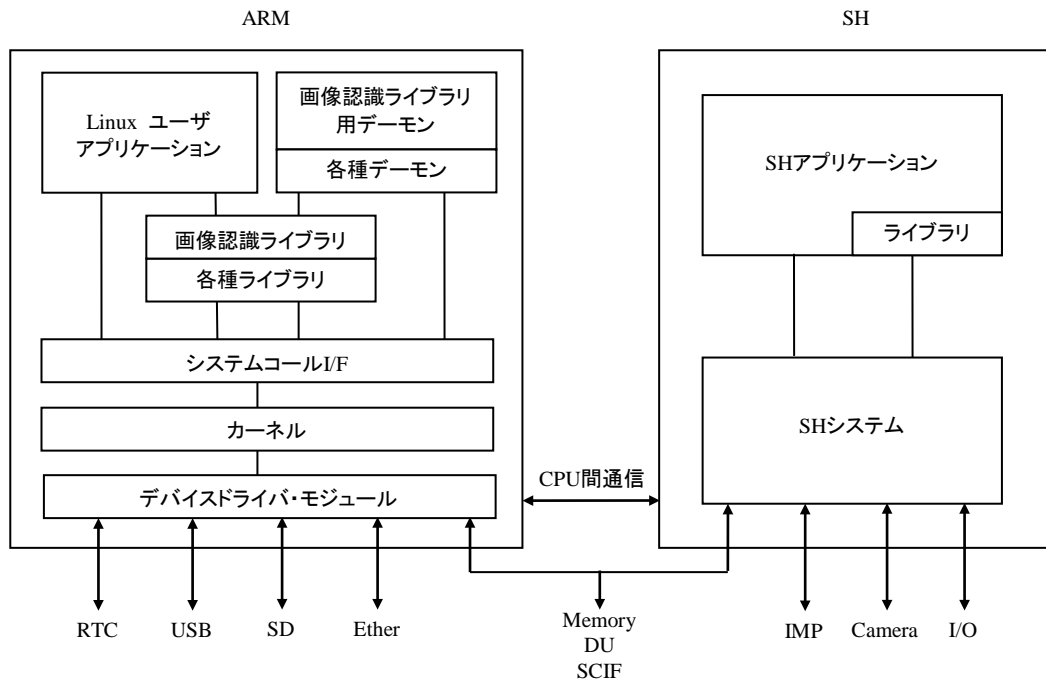 ARM
SH
Linux ユーザ
アプリケーション
画像認識ライブラリ
用デーモン
各種デーモン
画像認識ライブラリ
各種ライブラリ
システムコールI/F
カーネル
デバイスドライバ・モジュール
SHアプリケーション
ライブラリ
SHシステム
CPU間通信
RTC
USB
SD
Ether
Memory
DU
SCIF
IMP
Camera
I/O